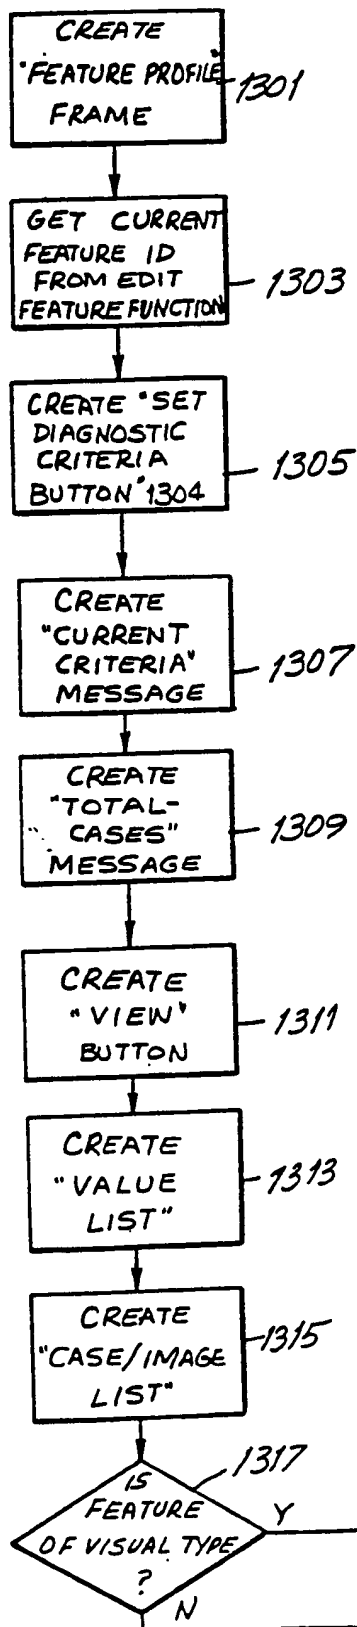 CREATE
"FEATURE PROFILE"
FRAME
1301
GET CURRENT
FEATURE ID
FROM EDIT
FEATURE FUNCTION
1303
CREATE "SET
DIAGNOSTIC
CRITERIA
BUTTON" 1304
1305
CREATE
"CURRENT
CRITERIA"
MESSAGE
1307
CREATE
"TOTAL-
CASES"
MESSAGE
1309
CREATE
"VIEW"
BUTTON
1311
CREATE
"VALUE
LIST"
1313
CREATE
"CASE/IMAGE
LIST"
1315
1317
IS
FEATURE
OF VISUAL TYPE
?
Y
N